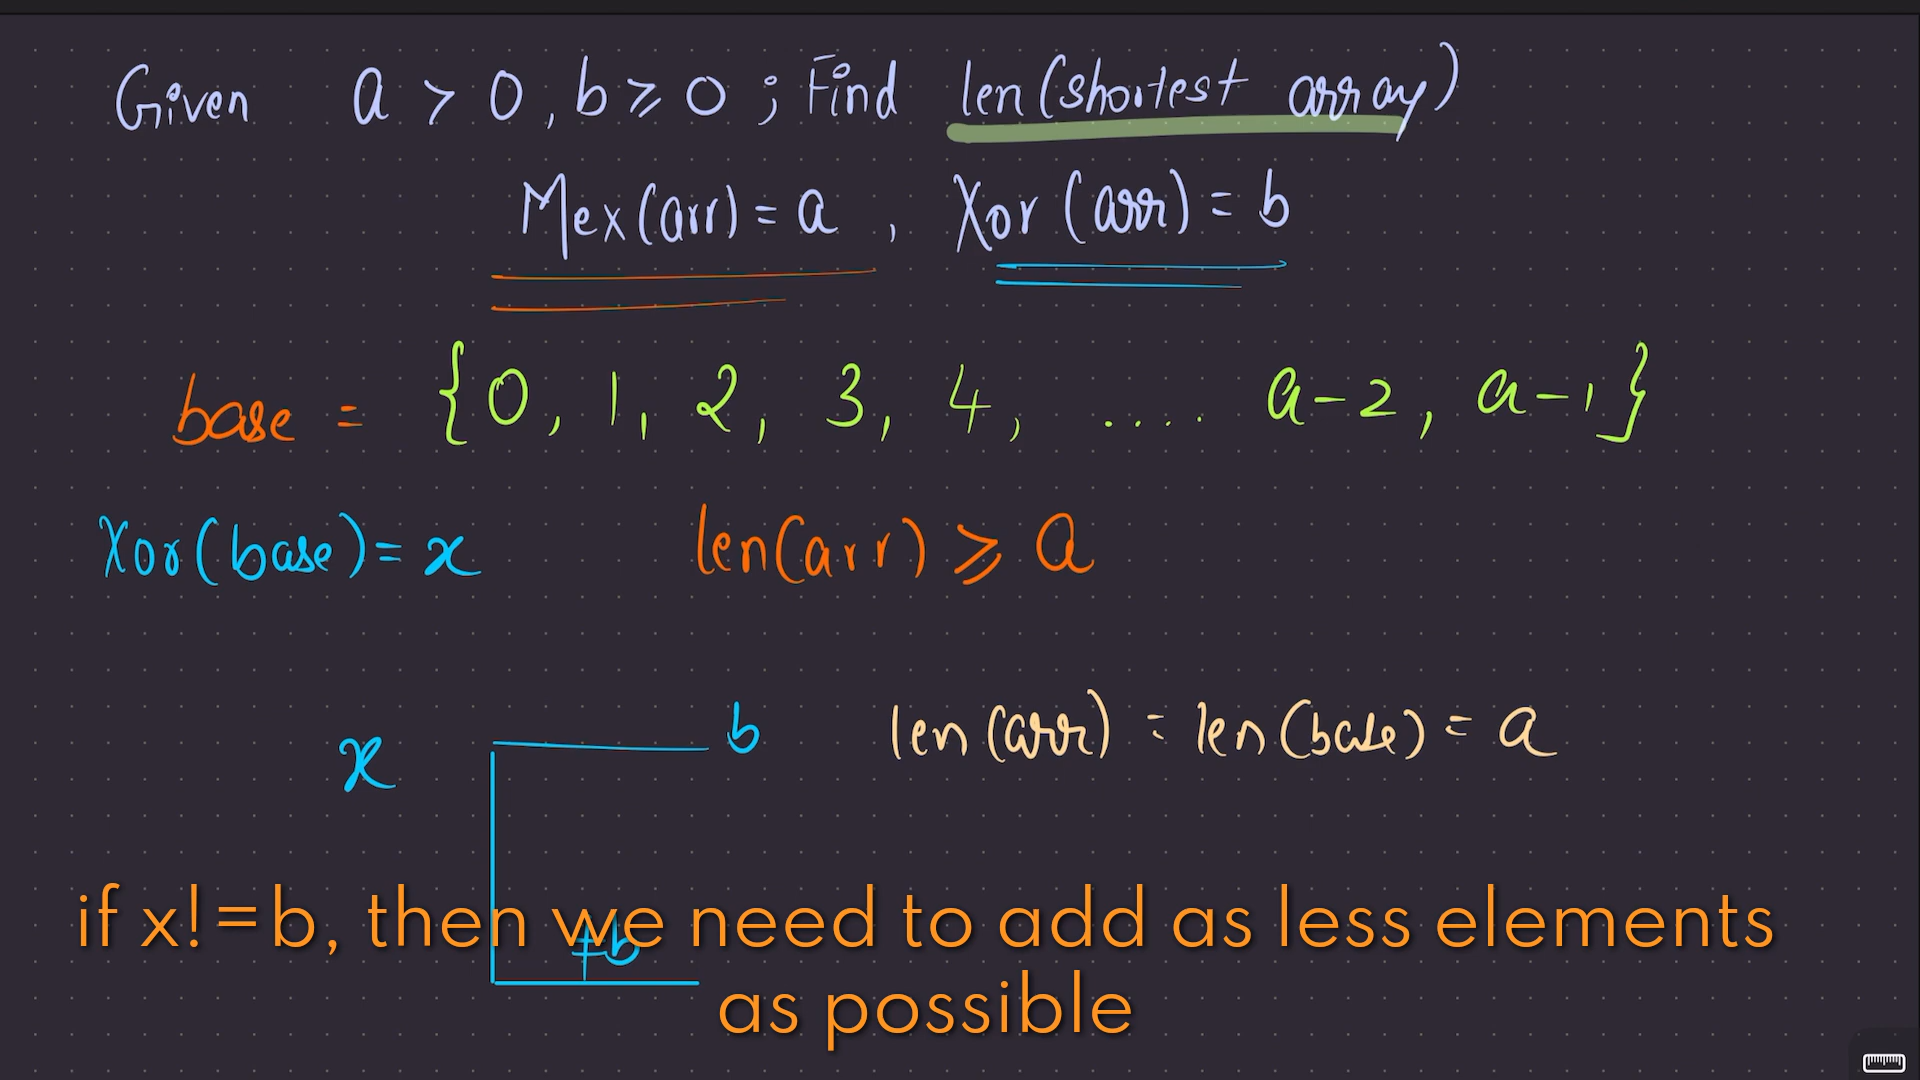 Given a > 0, b ≥ 0 ; Find len(shortest array)
Mex(arr) = a , Xor(arr) = b
base = {0, 1, 2, 3, 4, .... a-2, a-1}
Xor(base) = x len(arr) ≥ a
x b len(arr) = len(base) = a
≠b
if x!=b, then we need to add as less elements
as possible